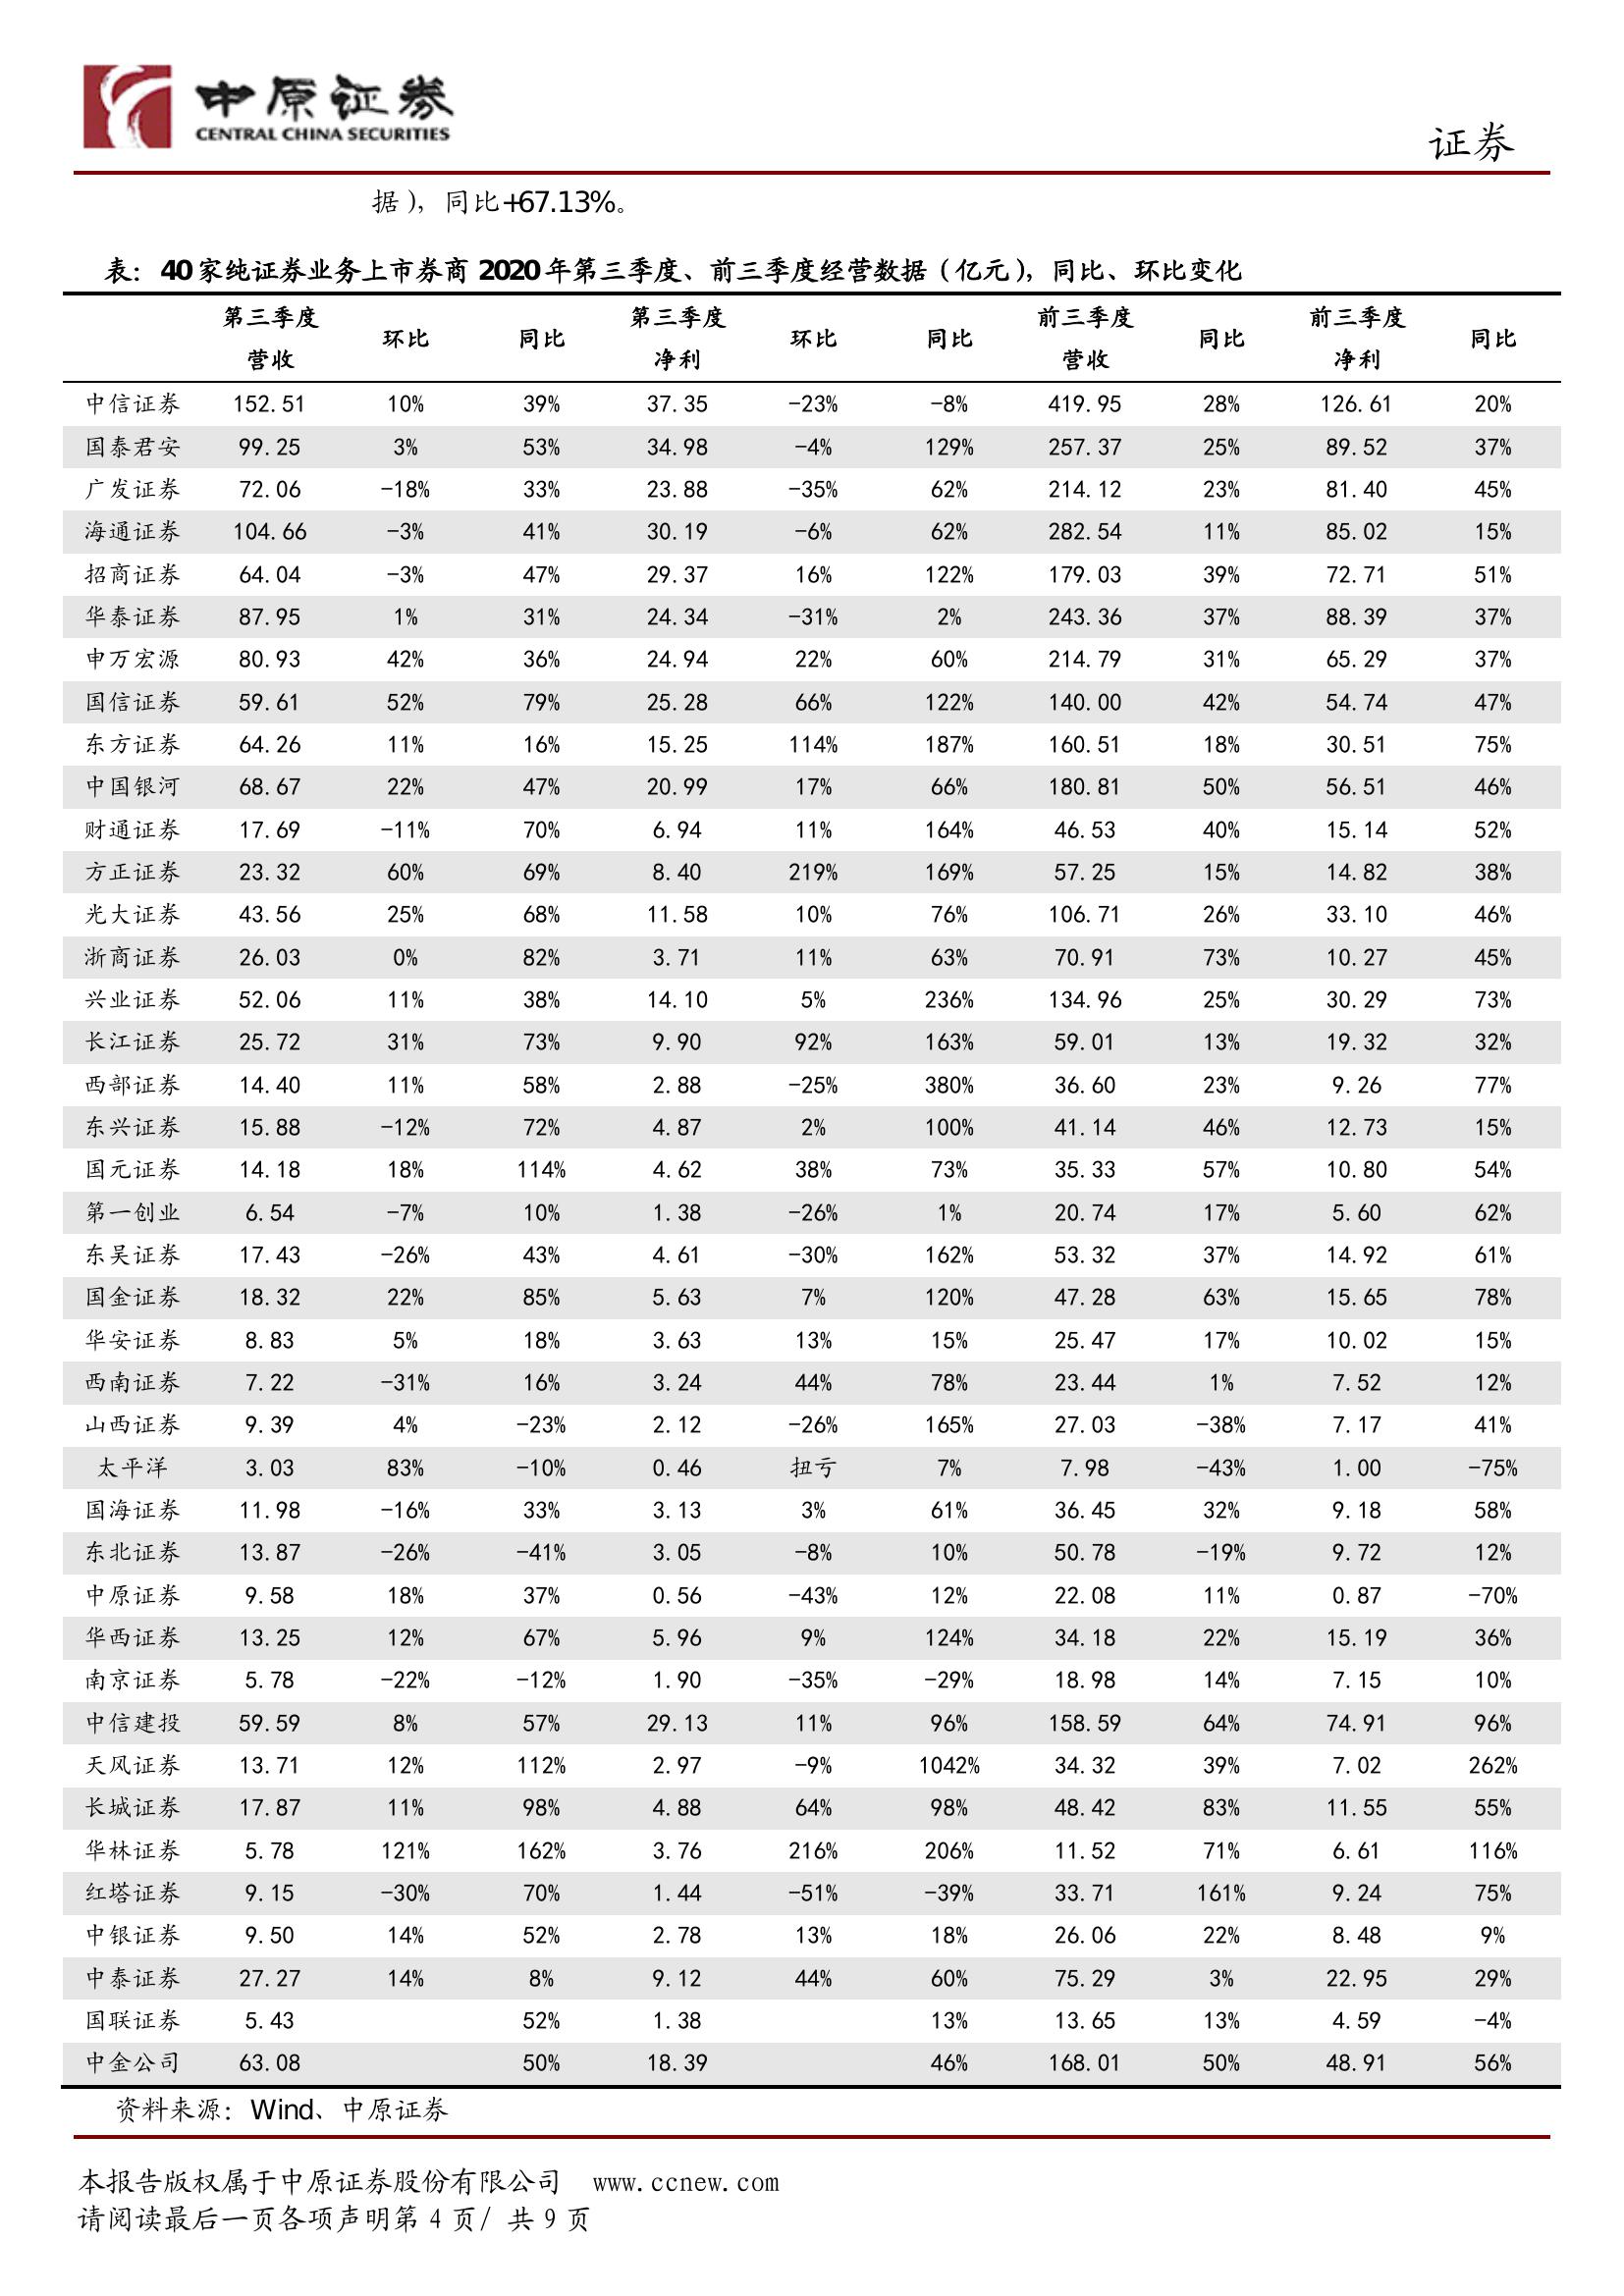 中原证券
CENTRAL CHINA SECURITIES
证券
据），同比+67.13%。
表：40 家纯证券业务上市券商 2020 年第三季度、前三季度经营数据（亿元），同比、环比变化
第三季度营收 环比 同比 第三季度净利 环比 同比 前三季度营收 同比 前三季度净利 同比
中信证券 152.51 10% 39% 37.35 -23% -8% 419.95 28% 126.61 20%
国泰君安 99.25 3% 53% 34.98 -4% 129% 257.37 25% 89.52 37%
广发证券 72.06 -18% 33% 23.88 -35% 62% 214.12 23% 81.40 45%
海通证券 104.66 -3% 41% 30.19 -6% 62% 282.54 11% 85.02 15%
招商证券 64.04 -3% 47% 29.37 16% 122% 179.03 39% 72.71 51%
华泰证券 87.95 1% 31% 24.34 -31% 2% 243.36 37% 88.39 37%
申万宏源 80.93 42% 36% 24.94 22% 60% 214.79 31% 65.29 37%
国信证券 59.61 52% 79% 25.28 66% 122% 140.00 42% 54.74 47%
东方证券 64.26 11% 16% 15.25 114% 187% 160.51 18% 30.51 75%
中国银河 68.67 22% 47% 20.99 17% 66% 180.81 50% 56.51 46%
财通证券 17.69 -11% 70% 6.94 11% 164% 46.53 40% 15.14 52%
方正证券 23.32 60% 69% 8.40 219% 169% 57.25 15% 14.82 38%
光大证券 43.56 25% 68% 11.58 10% 76% 106.71 26% 33.10 46%
浙商证券 26.03 0% 82% 3.71 11% 63% 70.91 73% 10.27 45%
兴业证券 52.06 11% 38% 14.10 5% 236% 134.96 25% 30.29 73%
长江证券 25.72 31% 73% 9.90 92% 163% 59.01 13% 19.32 32%
西部证券 14.40 11% 58% 2.88 -25% 380% 36.60 23% 9.26 77%
东兴证券 15.88 -12% 72% 4.87 2% 100% 41.14 46% 12.73 15%
国元证券 14.18 18% 114% 4.62 38% 73% 35.33 57% 10.80 54%
第一创业 6.54 -7% 10% 1.38 -26% 1% 20.74 17% 5.60 62%
东吴证券 17.43 -26% 43% 4.61 -30% 162% 53.32 37% 14.92 61%
国金证券 18.32 22% 85% 5.63 7% 120% 47.28 63% 15.65 78%
华安证券 8.83 5% 18% 3.63 13% 15% 25.47 17% 10.02 15%
西南证券 7.22 -31% 16% 3.24 44% 78% 23.44 1% 7.52 12%
山西证券 9.39 4% -23% 2.12 -26% 165% 27.03 -38% 7.17 41%
太平洋 3.03 83% -10% 0.46 扭亏 7% 7.98 -43% 1.00 -75%
国海证券 11.98 -16% 33% 3.13 3% 61% 36.45 32% 9.18 58%
东北证券 13.87 -26% -41% 3.05 -8% 10% 50.78 -19% 9.72 12%
中原证券 9.58 18% 37% 0.56 -43% 12% 22.08 11% 0.87 -70%
华西证券 13.25 12% 67% 5.96 9% 124% 34.18 22% 15.19 36%
南京证券 5.78 -22% -12% 1.90 -35% -29% 18.98 14% 7.15 10%
中信建投 59.59 8% 57% 29.13 11% 96% 158.59 64% 74.91 96%
天风证券 13.71 12% 112% 2.97 -9% 1042% 34.32 39% 7.02 262%
长城证券 17.87 11% 98% 4.88 64% 98% 48.42 83% 11.55 55%
华林证券 5.78 121% 162% 3.76 216% 206% 11.52 71% 6.61 116%
红塔证券 9.15 -30% 70% 1.44 -51% -39% 33.71 161% 9.24 75%
中银证券 9.50 14% 52% 2.78 13% 18% 26.06 22% 8.48 9%
中泰证券 27.27 14% 8% 9.12 44% 60% 75.29 3% 22.95 29%
国联证券 5.43 52% 1.38 13% 13.65 13% 4.59 -4%
中金公司 63.08 50% 18.39 46% 168.01 50% 48.91 56%
资料来源：Wind、中原证券
本报告版权属于中原证券股份有限公司 www.ccnew.com
请阅读最后一页各项声明第 4 页/ 共 9 页